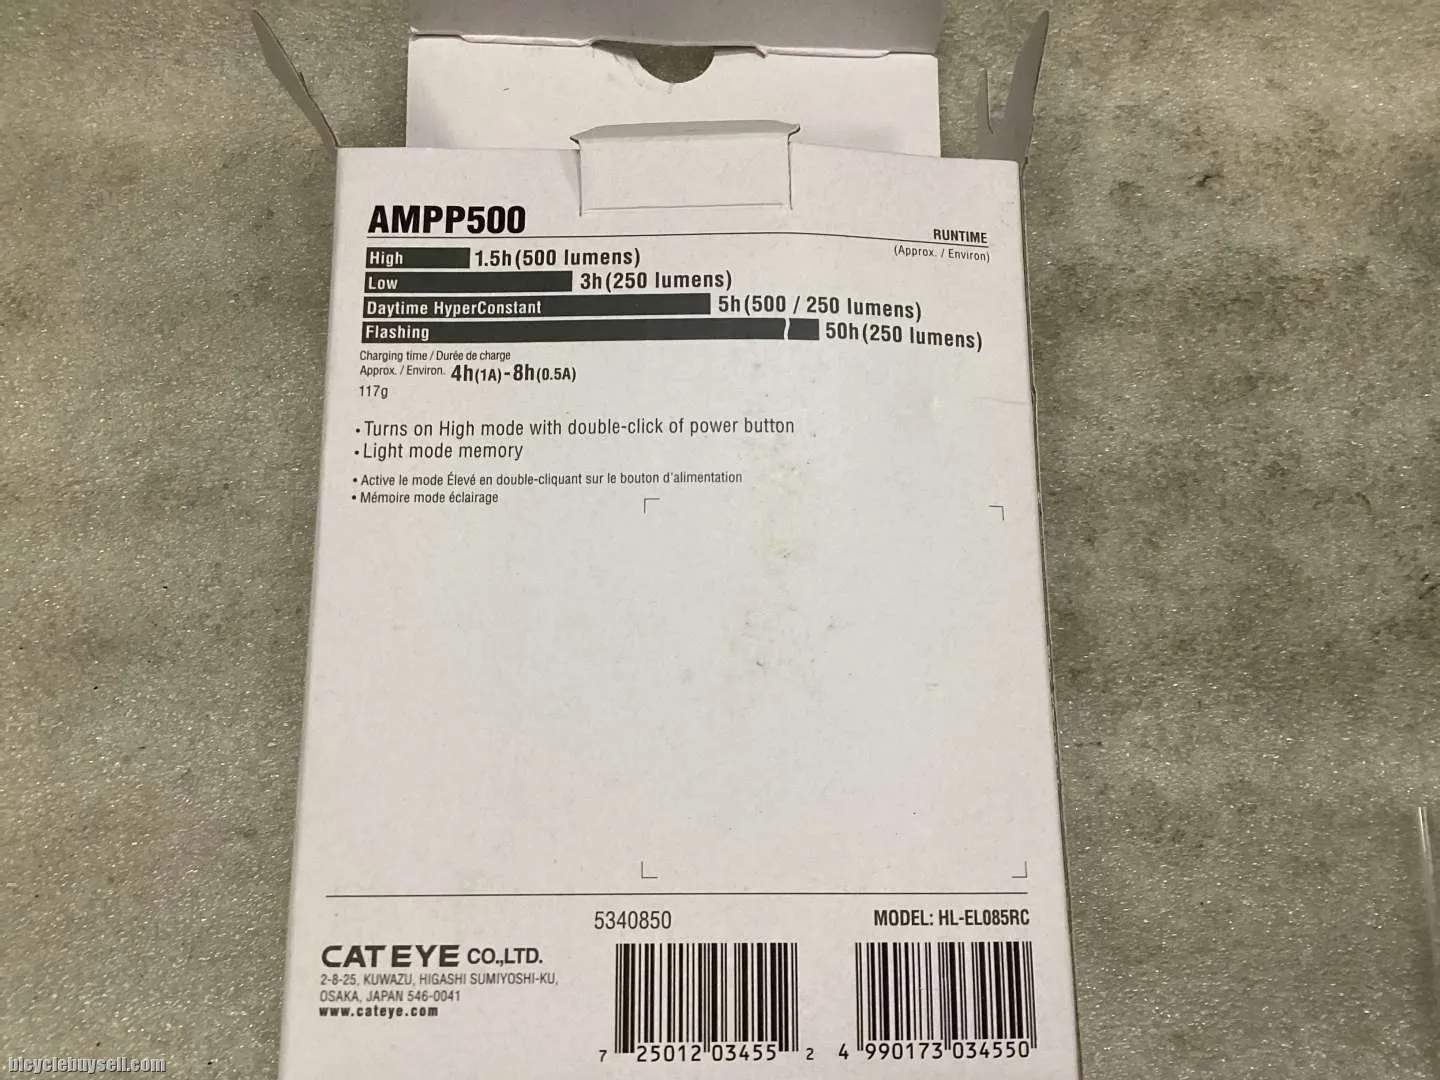 AMPP500
RUNTIME
(Approx. / Environ)
High 1.5h(500 lumens)
Low 3h(250 lumens)
Daytime HyperConstant 5h(500 / 250 lumens)
Flashing 50h(250 lumens)
Charging time / Durée de charge
Approx. / Environ. 4h(1A)-8h(0.5A)
117g
• Turns on High mode with double-click of power button
• Light mode memory
• Active le mode Élevé en double-cliquant sur le bouton d'alimentation
• Mémoire mode éclairage
5340850
MODEL: HL-EL085RC
CATEYE CO.,LTD.
2-8-25, KUWAZU, HIGASHI SUMIYOSHI-KU,
OSAKA, JAPAN 546-0041
www.cateye.com
7 25012 03455 2
4 990173 034550
bicyclebuysell.com